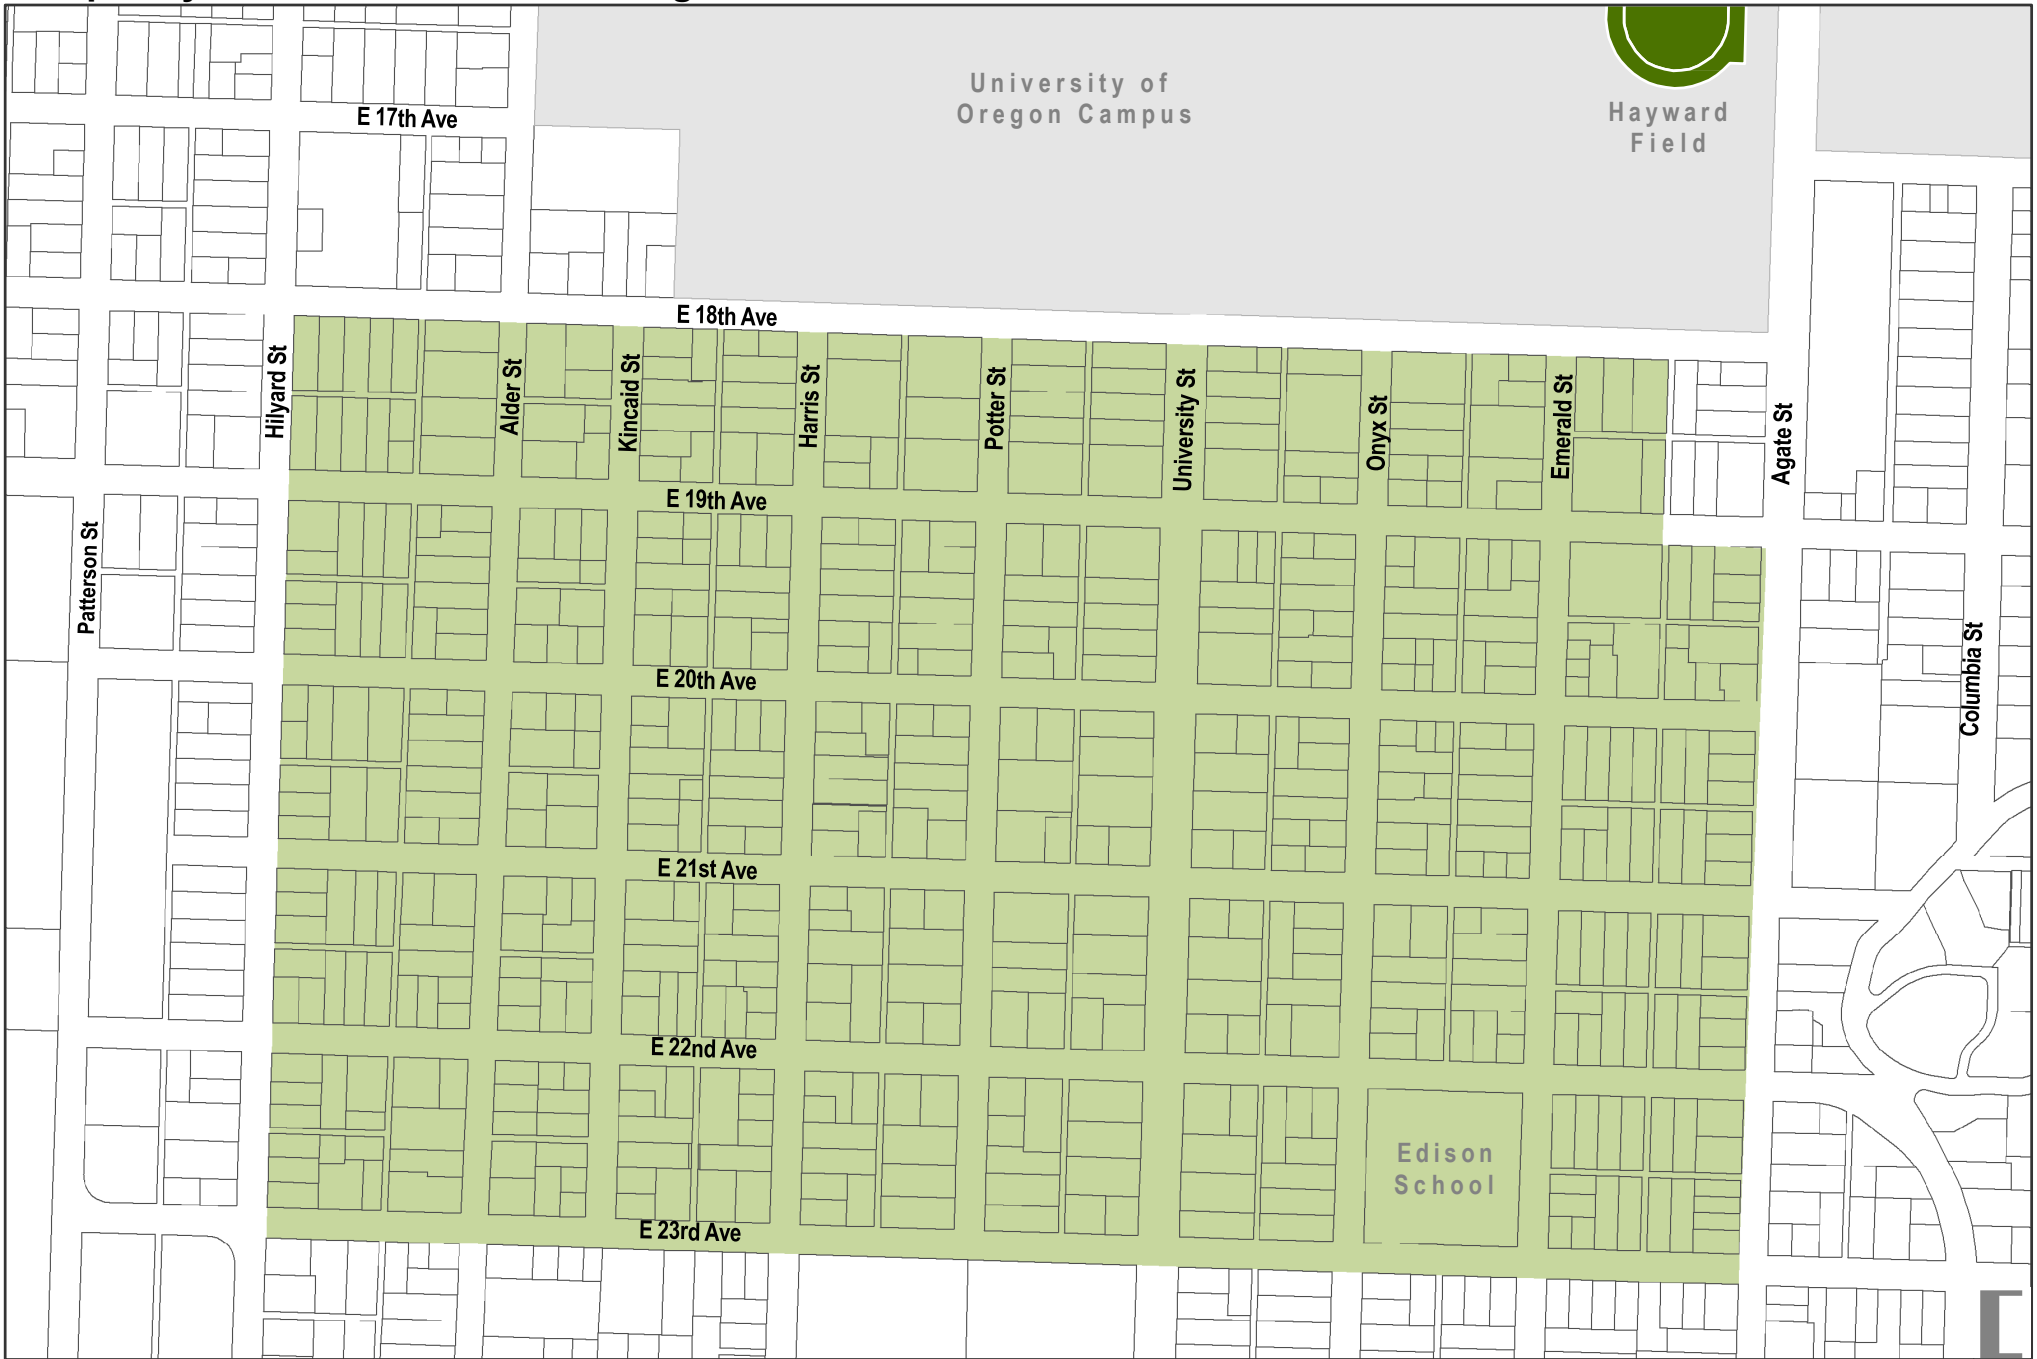 University of
Oregon Campus
Hayward
Field
E 17th Ave
E 18th Ave
Hilyard St
Alder St
Kincaid St
Harris St
Potter St
University St
Onyx St
Emerald St
Agate St
E 19th Ave
Patterson St
Columbia St
E 20th Ave
E 21st Ave
E 22nd Ave
Edison
School
E 23rd Ave